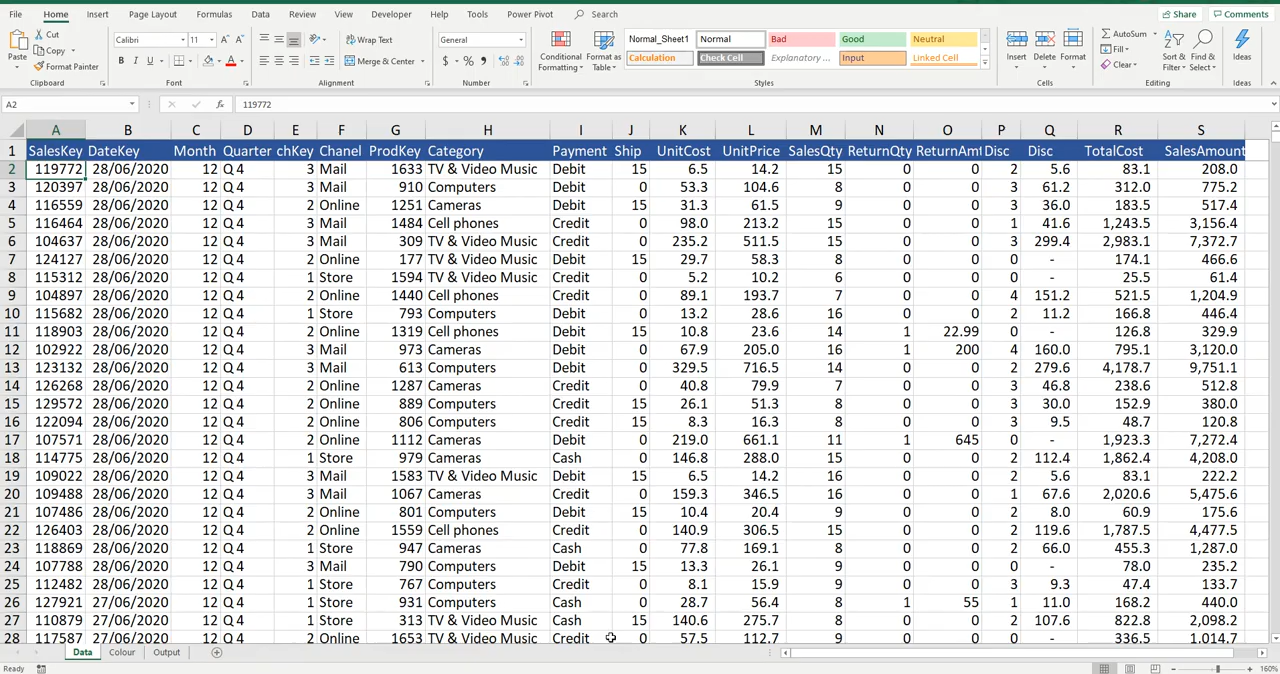 File Home Insert Page Layout Formulas Data Review View Developer Help Tools Power Pivot Search Share Comments
Paste Cut Copy Format Painter Calibri 11 Wrap Text Merge & Center General Conditional Formatting Format as Table Normal_Sheet1 Normal Bad Good Neutral Calculation Check Cell Explanatory ... Input Linked Cell Insert Delete Format AutoSum Fill Clear Sort & Filter Find & Select Ideas
Clipboard Font Alignment Number Styles Cells Editing Ideas
A2 fx 119772
A B C D E F G H I J K L M N O P Q R S
1 SalesKey DateKey Month Quarter chKey Chanel ProdKey Category Payment Ship UnitCost UnitPrice SalesQty ReturnQty ReturnAmt Disc Disc TotalCost SalesAmount
2 119772 28/06/2020 12 Q 4 3 Mail 1633 TV & Video Music Debit 15 6.5 14.2 15 0 0 2 5.6 83.1 208.0
3 120397 28/06/2020 12 Q 4 3 Mail 910 Computers Debit 0 53.3 104.6 8 0 0 3 61.2 312.0 775.2
4 116559 28/06/2020 12 Q 4 2 Online 1251 Cameras Debit 15 31.3 61.5 9 0 0 3 36.0 183.5 517.4
5 116464 28/06/2020 12 Q 4 3 Mail 1484 Cell phones Credit 0 98.0 213.2 15 0 0 1 41.6 1,243.5 3,156.4
6 104637 28/06/2020 12 Q 4 3 Mail 309 TV & Video Music Credit 0 235.2 511.5 15 0 0 3 299.4 2,983.1 7,372.7
7 124127 28/06/2020 12 Q 4 2 Online 177 TV & Video Music Debit 15 29.7 58.3 8 0 0 0 - 174.1 466.6
8 115312 28/06/2020 12 Q 4 1 Store 1594 TV & Video Music Credit 0 5.2 10.2 6 0 0 0 - 25.5 61.4
9 104897 28/06/2020 12 Q 4 2 Online 1440 Cell phones Credit 0 89.1 193.7 7 0 0 4 151.2 521.5 1,204.9
10 115682 28/06/2020 12 Q 4 1 Store 793 Computers Debit 0 13.2 28.6 16 0 0 2 11.2 166.8 446.4
11 118903 28/06/2020 12 Q 4 2 Online 1319 Cell phones Debit 15 10.8 23.6 14 1 22.99 0 - 126.8 329.9
12 102922 28/06/2020 12 Q 4 3 Mail 973 Cameras Debit 0 67.9 205.0 16 1 200 4 160.0 795.1 3,120.0
13 123132 28/06/2020 12 Q 4 3 Mail 613 Computers Debit 0 329.5 716.5 14 0 0 2 279.6 4,178.7 9,751.1
14 126268 28/06/2020 12 Q 4 2 Online 1287 Cameras Credit 0 40.8 79.9 7 0 0 3 46.8 238.6 512.8
15 129572 28/06/2020 12 Q 4 2 Online 889 Computers Credit 15 26.1 51.3 8 0 0 3 30.0 152.9 380.0
16 122094 28/06/2020 12 Q 4 2 Online 806 Computers Credit 15 8.3 16.3 8 0 0 3 9.5 48.7 120.8
17 107571 28/06/2020 12 Q 4 2 Online 1112 Cameras Debit 0 219.0 661.1 11 1 645 0 - 1,923.3 7,272.4
18 114775 28/06/2020 12 Q 4 1 Store 979 Cameras Cash 0 146.8 288.0 15 0 0 2 112.4 1,862.4 4,208.0
19 109022 28/06/2020 12 Q 4 3 Mail 1583 TV & Video Music Debit 15 6.5 14.2 16 0 0 2 5.6 83.1 222.2
20 109488 28/06/2020 12 Q 4 3 Mail 1067 Cameras Credit 0 159.3 346.5 16 0 0 1 67.6 2,020.6 5,475.6
21 107486 28/06/2020 12 Q 4 2 Online 801 Computers Debit 15 10.4 20.4 9 0 0 2 8.0 60.9 175.6
22 126403 28/06/2020 12 Q 4 2 Online 1559 Cell phones Credit 0 140.9 306.5 15 0 0 2 119.6 1,787.5 4,477.5
23 118869 28/06/2020 12 Q 4 1 Store 947 Cameras Cash 0 77.8 169.1 8 0 0 2 66.0 455.3 1,287.0
24 107788 28/06/2020 12 Q 4 3 Mail 790 Computers Debit 15 13.3 26.1 9 0 0 0 - 78.0 235.2
25 112482 28/06/2020 12 Q 4 1 Store 767 Computers Credit 0 8.1 15.9 9 0 0 3 9.3 47.4 133.7
26 127921 27/06/2020 12 Q 4 1 Store 931 Computers Cash 0 28.7 56.4 8 1 55 1 11.0 168.2 440.0
27 110879 27/06/2020 12 Q 4 1 Store 313 TV & Video Music Cash 15 140.6 275.7 8 0 0 2 107.6 822.8 2,098.2
28 117587 27/06/2020 12 Q 4 2 Online 1653 TV & Video Music Credit 0 57.5 112.7 9 0 0 0 - 336.5 1,014.7
Data Colour Output
Ready 160%